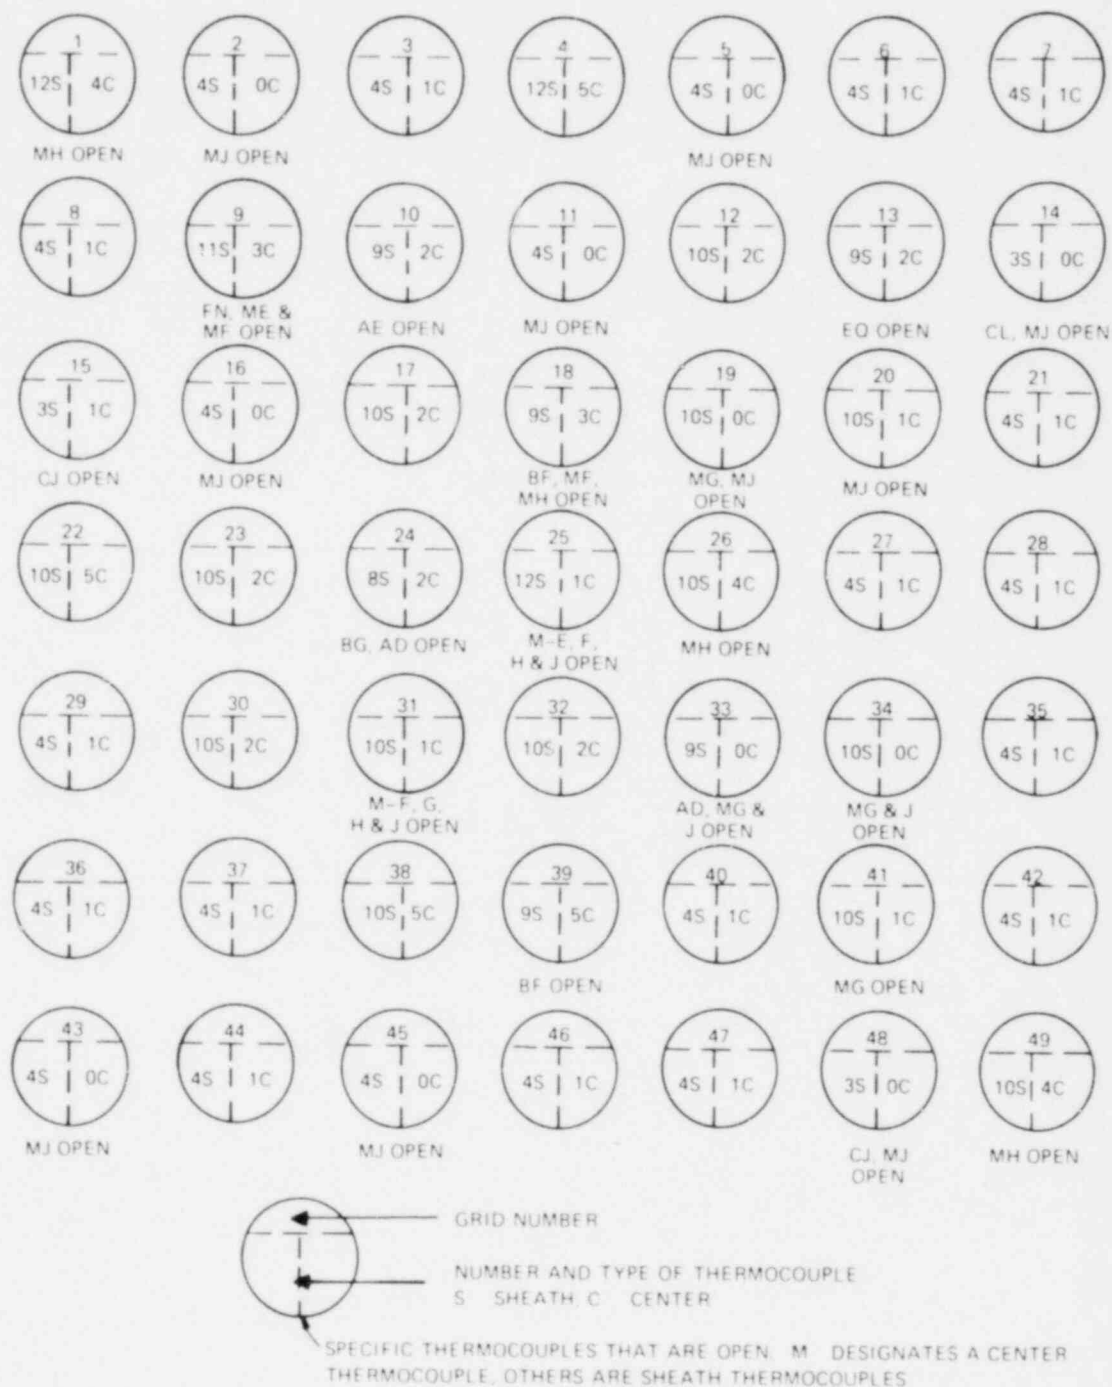 1 2 3 4 5 6 7
12S 4C 4S 0C 4S 1C 12S 5C 4S 0C 4S 1C 4S 1C
MH OPEN MJ OPEN MJ OPEN
8 9 10 11 12 13 14
4S 1C 11S 3C 9S 2C 4S 0C 10S 2C 9S 2C 3S 0C
FN, ME & AE OPEN MJ OPEN EQ OPEN CL, MJ OPEN
MF OPEN
15 16 17 18 19 20 21
3S 1C 4S 0C 10S 2C 9S 3C 10S 0C 10S 1C 4S 1C
CJ OPEN MJ OPEN BF, MF, MG, MJ MJ OPEN
MH OPEN OPEN
22 23 24 25 26 27 28
10S 5C 10S 2C 8S 2C 12S 1C 10S 4C 4S 1C 4S 1C
BG, AD OPEN M-E, F, MH OPEN
H & J OPEN
29 30 31 32 33 34 35
4S 1C 10S 2C 10S 1C 10S 2C 9S 0C 10S 0C 4S 1C
M-F, G, AD, MG & MG & J
H & J OPEN J OPEN OPEN
36 37 38 39 40 41 42
4S 1C 4S 1C 10S 5C 9S 5C 4S 1C 10S 1C 4S 1C
BF OPEN MG OPEN
43 44 45 46 47 48 49
4S 0C 4S 1C 4S 0C 4S 1C 4S 1C 3S 0C 10S 4C
MJ OPEN MJ OPEN CJ, MJ MH OPEN
OPEN
GRID NUMBER
NUMBER AND TYPE OF THERMOCOUPLE
S SHEATH, C CENTER
SPECIFIC THERMOCOUPLES THAT ARE OPEN. M DESIGNATES A CENTER
THERMOCOUPLE, OTHERS ARE SHEATH THERMOCOUPLES